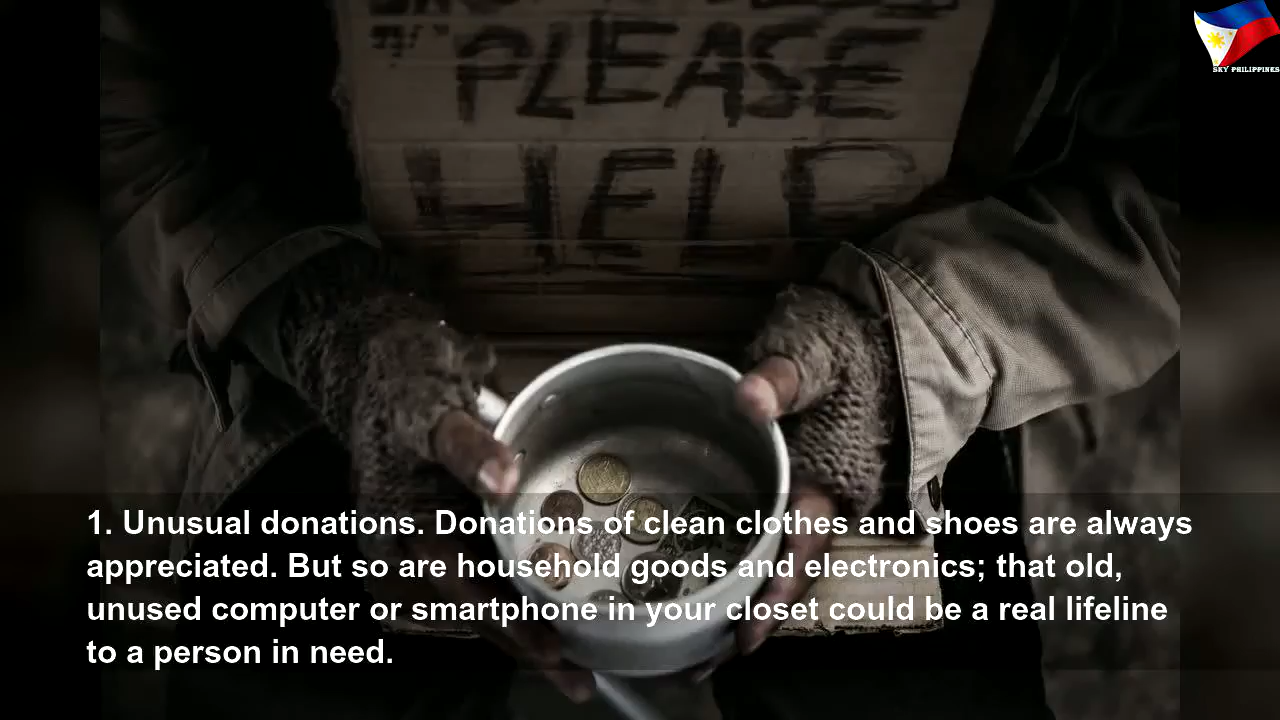 SKY PHILIPPINES
PLEASE
HELP
1. Unusual donations. Donations of clean clothes and shoes are always
appreciated. But so are household goods and electronics; that old,
unused computer or smartphone in your closet could be a real lifeline
to a person in need.